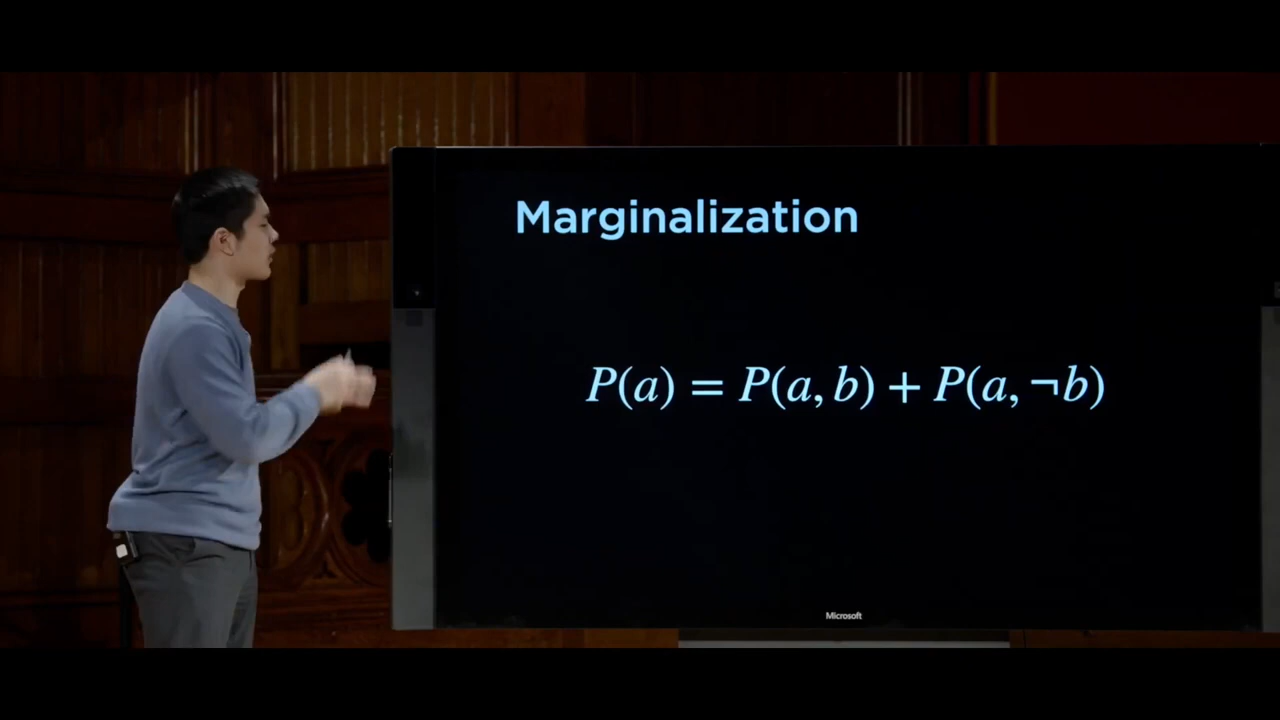 Marginalization
P(a) = P(a, b) + P(a, ¬b)
Microsoft